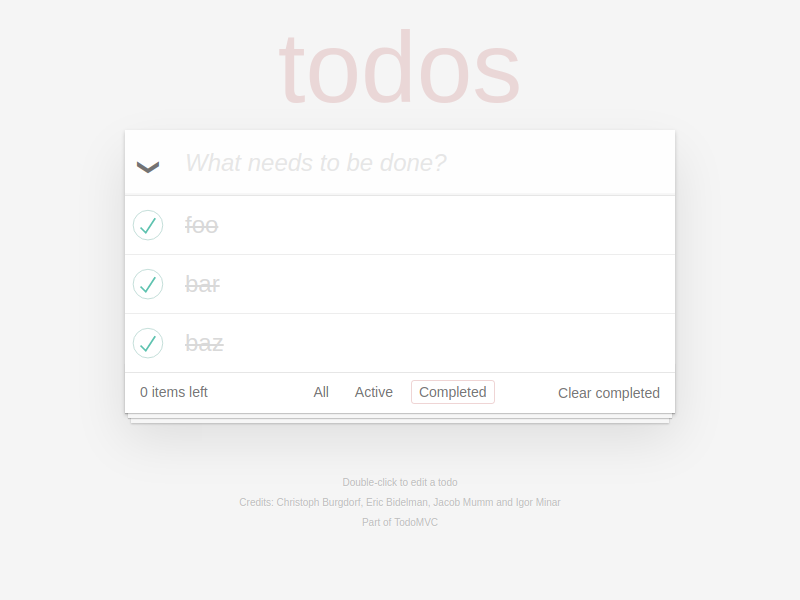 todos
What needs to be done?
foo
bar
baz
0 items left All Active Completed Clear completed
Double-click to edit a todo
Credits: Christoph Burgdorf, Eric Bidelman, Jacob Mumm and Igor Minar
Part of TodoMVC